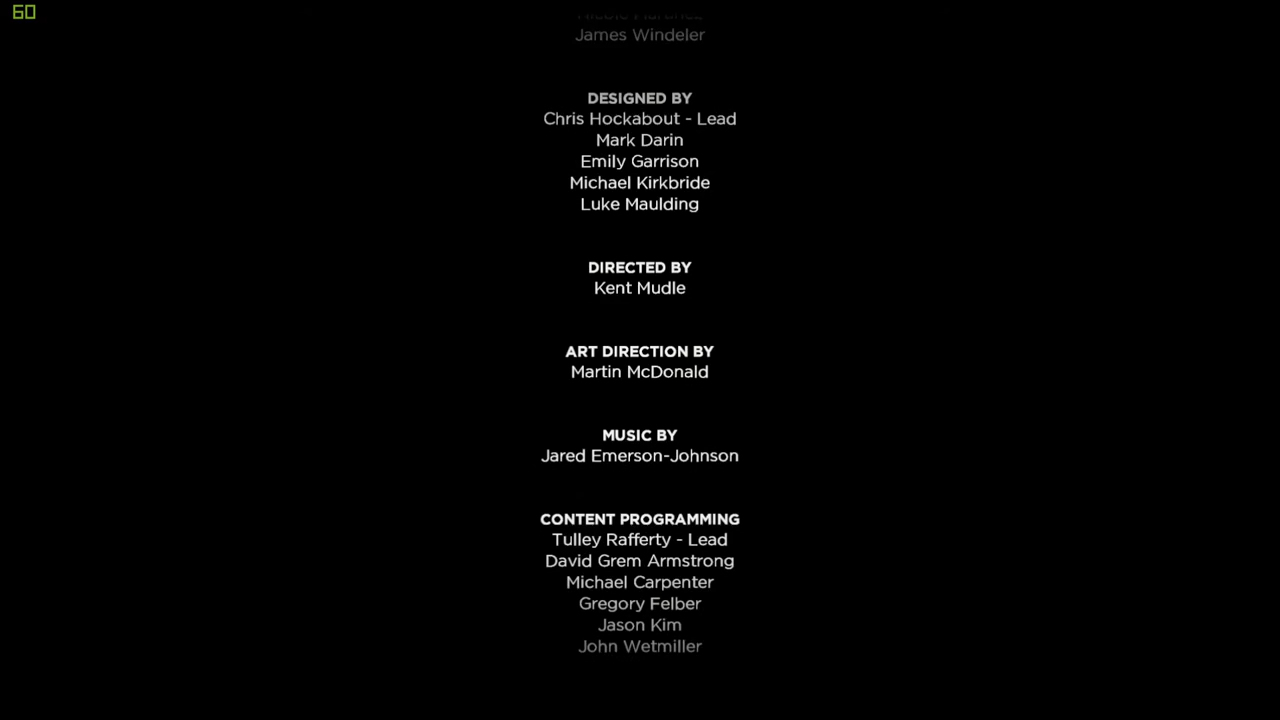 60
James Windeler
DESIGNED BY
Chris Hockabout - Lead
Mark Darin
Emily Garrison
Michael Kirkbride
Luke Maulding
DIRECTED BY
Kent Mudle
ART DIRECTION BY
Martin McDonald
MUSIC BY
Jared Emerson-Johnson
CONTENT PROGRAMMING
Tulley Rafferty - Lead
David Grem Armstrong
Michael Carpenter
Gregory Felber
Jason Kim
John Wetmiller